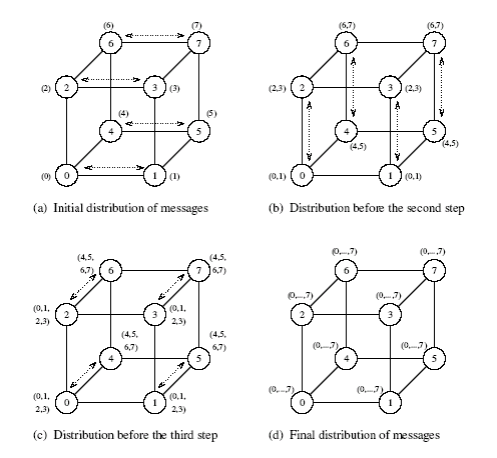 (6) (7)
6 7
(2) 2 3 (3)
(4) (5)
4 5
(0) 0 1 (1)
(a) Initial distribution of messages
(6,7) (6,7)
6 7
(2,3) 2 3 (2,3)
4 5
(4,5) (4,5)
(0,1) 0 1 (0,1)
(b) Distribution before the second step
(4,5, (4,5,
6,7) 6 7 6,7)
(0,1, (0,1,
2,3) 2 3 2,3)
(4,5, (4,5,
6,7) 6,7)
4 5
(0,1, (0,1,
2,3) 0 1 2,3)
(c) Distribution before the third step
(0,...,7) (0,...,7)
6 7
(0,...,7) (0,...,7)
2 3
(0,...,7) (0,...,7)
4 5
(0,...,7) (0,...,7)
0 1
(d) Final distribution of messages